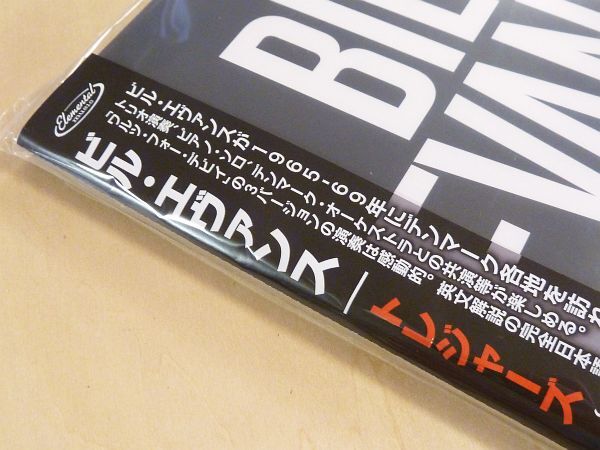 BIL
EVAN
Elemental
ビル・エヴァンスが1965-69年にデンマーク各地を訪れ
トリオ演奏、ピアノ・ソロ、デンマーク・オーケストラとの共演等が楽しめる。
ワルツ・フォー・デビイ」の3バージョンの演奏は感動的。英文解説の完全日本語
ビル・エヴァンス｜トレジャーズ